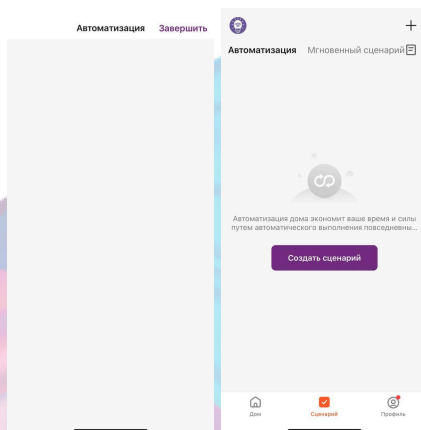 Автоматизация Завершить
Автоматизация Мгновенный сценарий
Автоматизация дома экономит ваше время и силы
путем автоматического выполнения повседневны...
Создать сценарий
Дом Сценарий Профиль